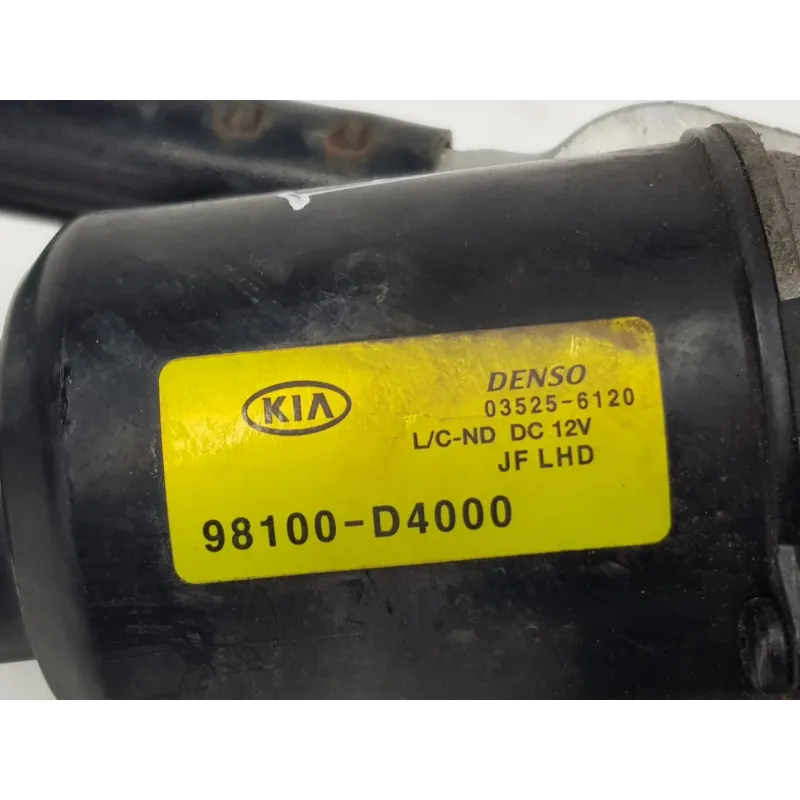 KIA
DENSO
03525-6120
L/C-ND DC 12V
JF LHD
98100-D4000